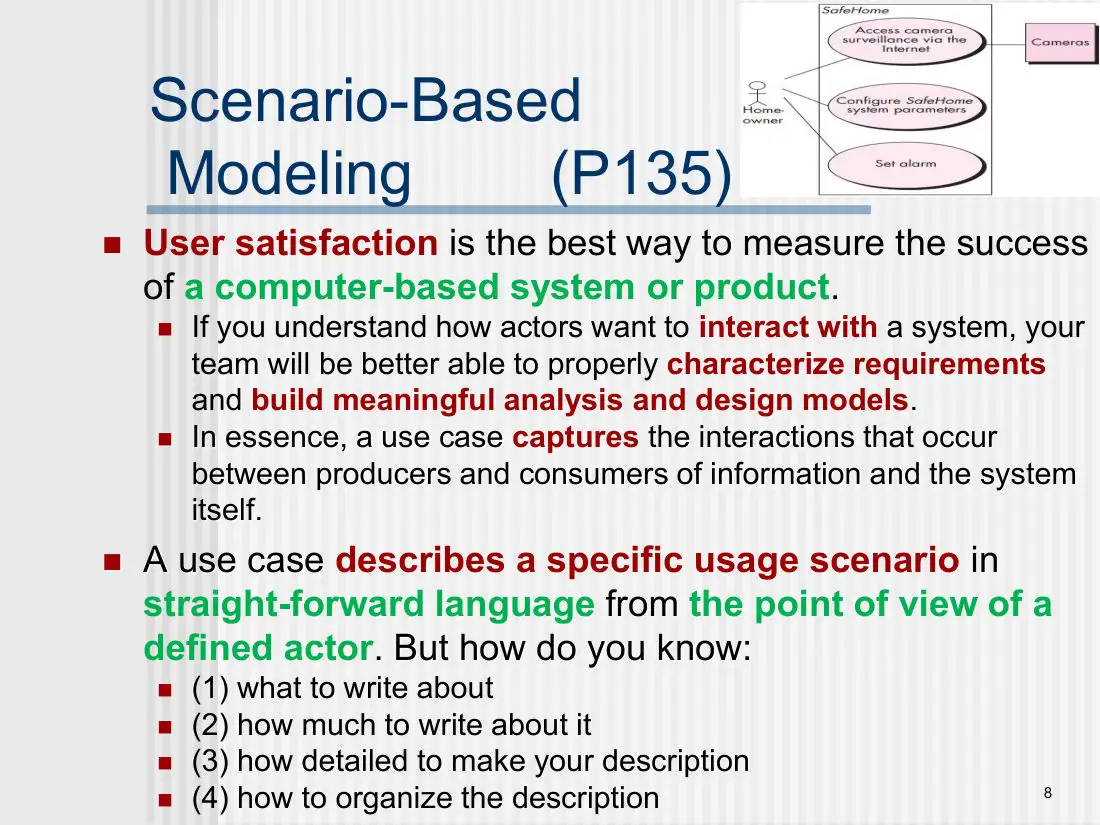 SafeHome
Access camera
surveillance via the
Internet
Cameras
Configure SafeHome
system parameters
Set alarm
Home-
owner
Scenario-Based
Modeling (P135)
■ User satisfaction is the best way to measure the success
of a computer-based system or product.
■ If you understand how actors want to interact with a system, your
team will be better able to properly characterize requirements
and build meaningful analysis and design models.
■ In essence, a use case captures the interactions that occur
between producers and consumers of information and the system
itself.
■ A use case describes a specific usage scenario in
straight-forward language from the point of view of a
defined actor. But how do you know:
■ (1) what to write about
■ (2) how much to write about it
■ (3) how detailed to make your description
■ (4) how to organize the description
8